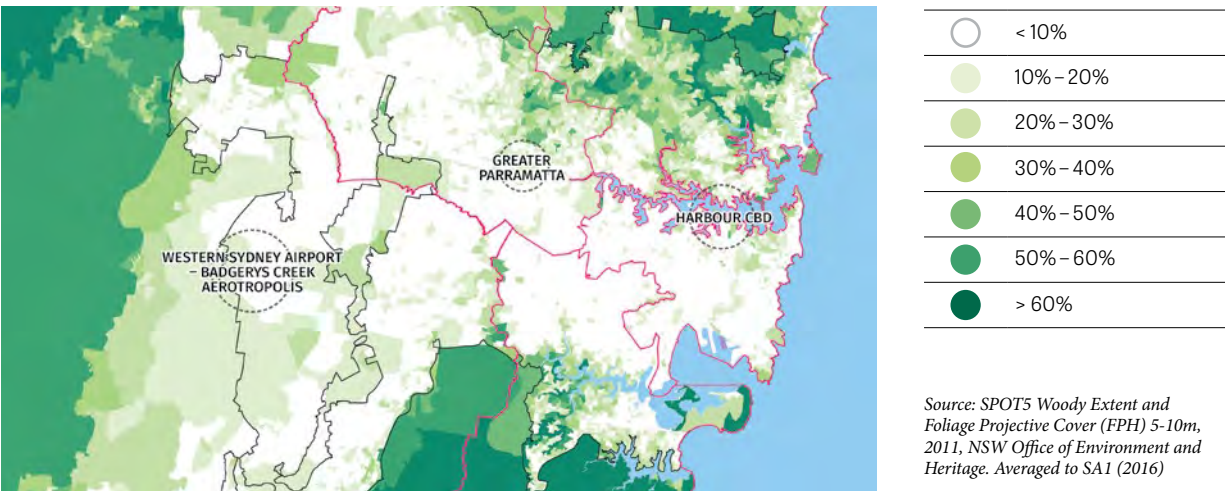 GREATER
PARRAMATTA
HARBOUR CBD
WESTERN SYDNEY AIRPORT
– BADGERYS CREEK
AEROTROPOLIS
< 10%
10% – 20%
20% – 30%
30% – 40%
40% – 50%
50% – 60%
> 60%
Source: SPOT5 Woody Extent and
Foliage Projective Cover (FPH) 5-10m,
2011, NSW Office of Environment and
Heritage. Averaged to SA1 (2016)